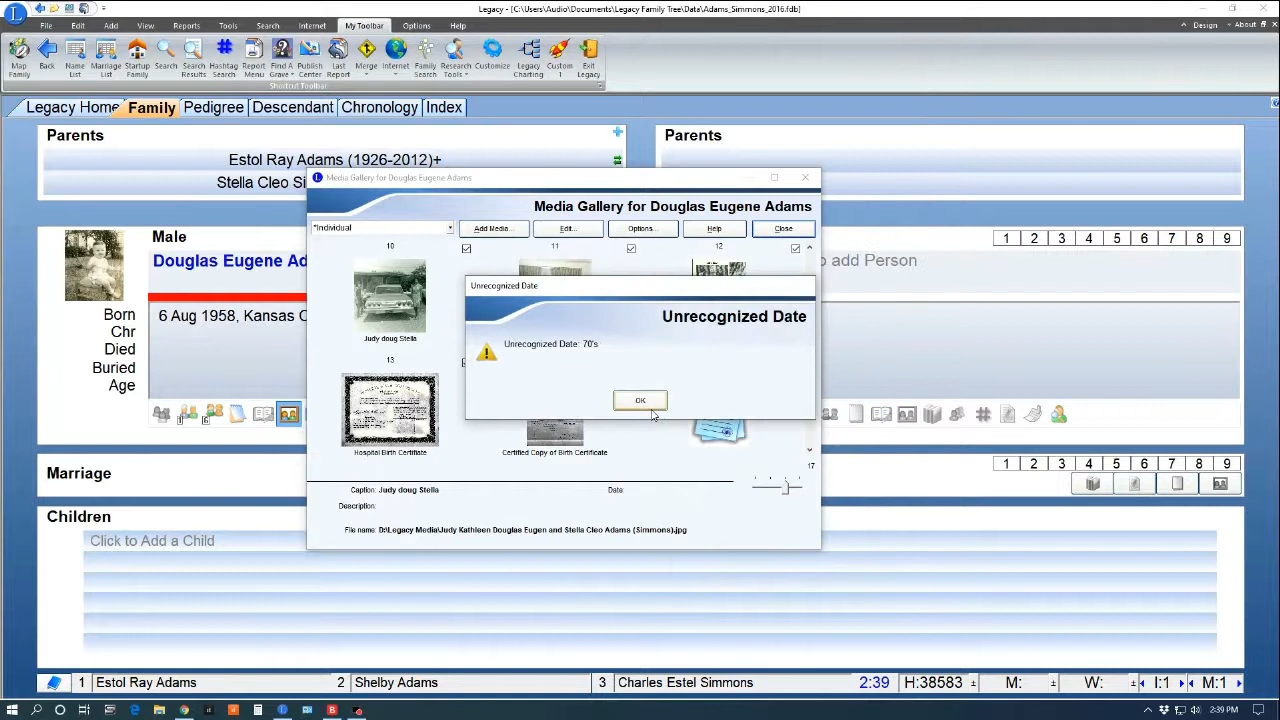 Legacy - [C:\Users\Audio\Documents\Legacy Family Tree\Data\Adams_Simmons_2016.fdb]
File Edit Add View Reports Tools Search Internet My Toolbar Options Help Design About
Map Family Back Name List Marriage List Startup Family Search Search Results Hashtag Search Report Menu Find A Grave Publish Center Last Report Merge Internet Family Search Research Tools Customize Legacy Charting Custom 1 Exit Legacy
Shortcut Toolbar
Legacy Home Family Pedigree Descendant Chronology Index
Parents
Estol Ray Adams (1926-2012)+
Stella Cleo Si
Parents
Male
Douglas Eugene Ad
6 Aug 1958, Kansas C
Born
Chr
Died
Buried
Age
1 2 3 4 5 6 7 8 9
add Person
Media Gallery for Douglas Eugene Adams
Media Gallery for Douglas Eugene Adams
*Individual
Add Media... Edit... Options... Help Close
10 11 12
Judy doug Stella
13
Hospital Birth Certificate
Certified Copy of Birth Certificate
17
Caption: Judy doug Stella Date:
Description:
File name: D:\Legacy Media\Judy Kathleen Douglas Eugen and Stella Cleo Adams (Simmons).jpg
Unrecognized Date
Unrecognized Date
Unrecognized Date: 70's
OK
Marriage
1 2 3 4 5 6 7 8 9
Children
Click to Add a Child
1 Estol Ray Adams 2 Shelby Adams 3 Charles Estel Simmons 2:39 H:38583 ± M: ± W: ± I:1 M:1
2:39 PM